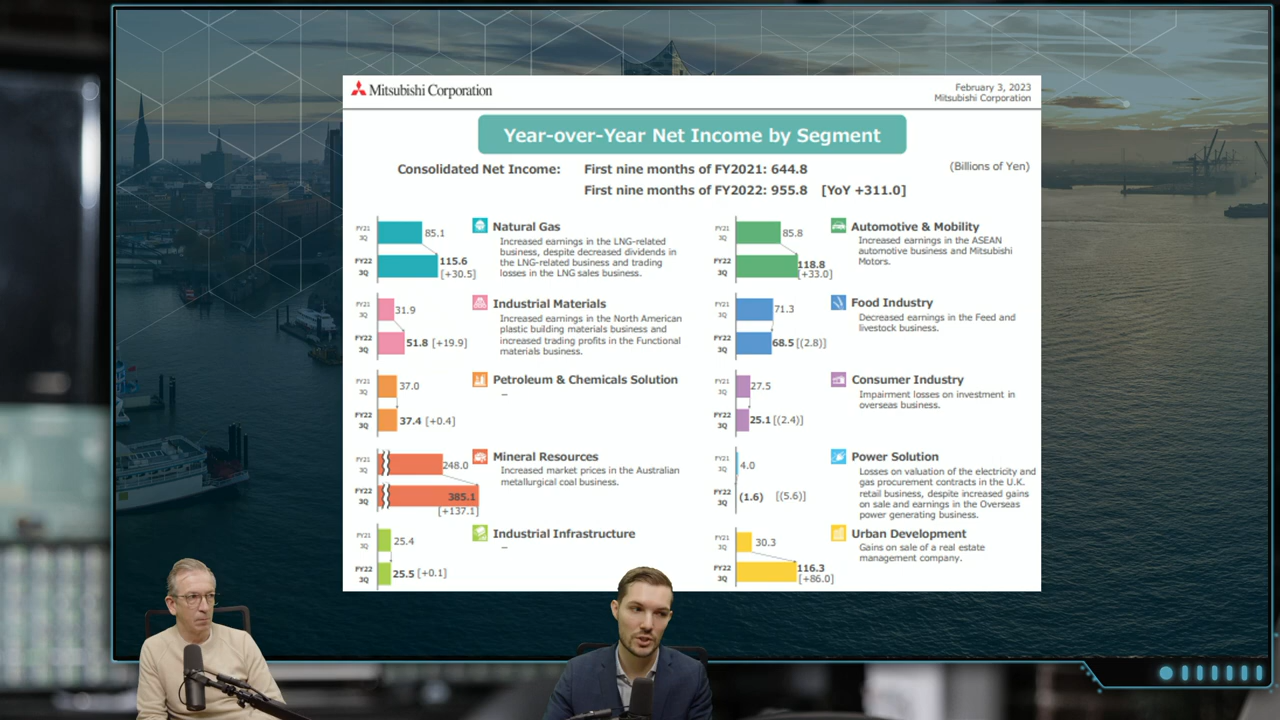 Mitsubishi Corporation
February 3, 2023
Mitsubishi Corporation
Year-over-Year Net Income by Segment
Consolidated Net Income: First nine months of FY2021: 644.8
(Billions of Yen)
First nine months of FY2022: 955.8 [YoY +311.0]
FY21
3Q
85.1
FY22
3Q
115.6
[+30.5]
Natural Gas
Increased earnings in the LNG-related
business, despite decreased dividends in
the LNG-related business and trading
losses in the LNG sales business.
FY21
3Q
31.9
FY22
3Q
51.8 [+19.9]
Industrial Materials
Increased earnings in the North American
plastic building materials business and
increased trading profits in the Functional
materials business.
FY21
3Q
37.0
FY22
3Q
37.4 [+0.4]
Petroleum & Chemicals Solution
–
FY21
3Q
248.0
FY22
3Q
385.1
[+137.1]
Mineral Resources
Increased market prices in the Australian
metallurgical coal business.
FY21
3Q
25.4
FY22
3Q
25.5 [+0.1]
Industrial Infrastructure
–
FY21
3Q
85.8
FY22
3Q
118.8
[+33.0]
Automotive & Mobility
Increased earnings in the ASEAN
automotive business and Mitsubishi
Motors.
FY21
3Q
71.3
FY22
3Q
68.5 [(2.8)]
Food Industry
Decreased earnings in the Feed and
livestock business.
FY21
3Q
27.5
FY22
3Q
25.1 [(2.4)]
Consumer Industry
Impairment losses on investment in
overseas business.
FY21
3Q
4.0
FY22
3Q
(1.6) [(5.6)]
Power Solution
Losses on valuation of the electricity and
gas procurement contracts in the U.K.
retail business, despite increased gains
on sale and earnings in the Overseas
power generating business.
FY21
3Q
30.3
FY22
3Q
116.3
[+86.0]
Urban Development
Gains on sale of a real estate
management company.